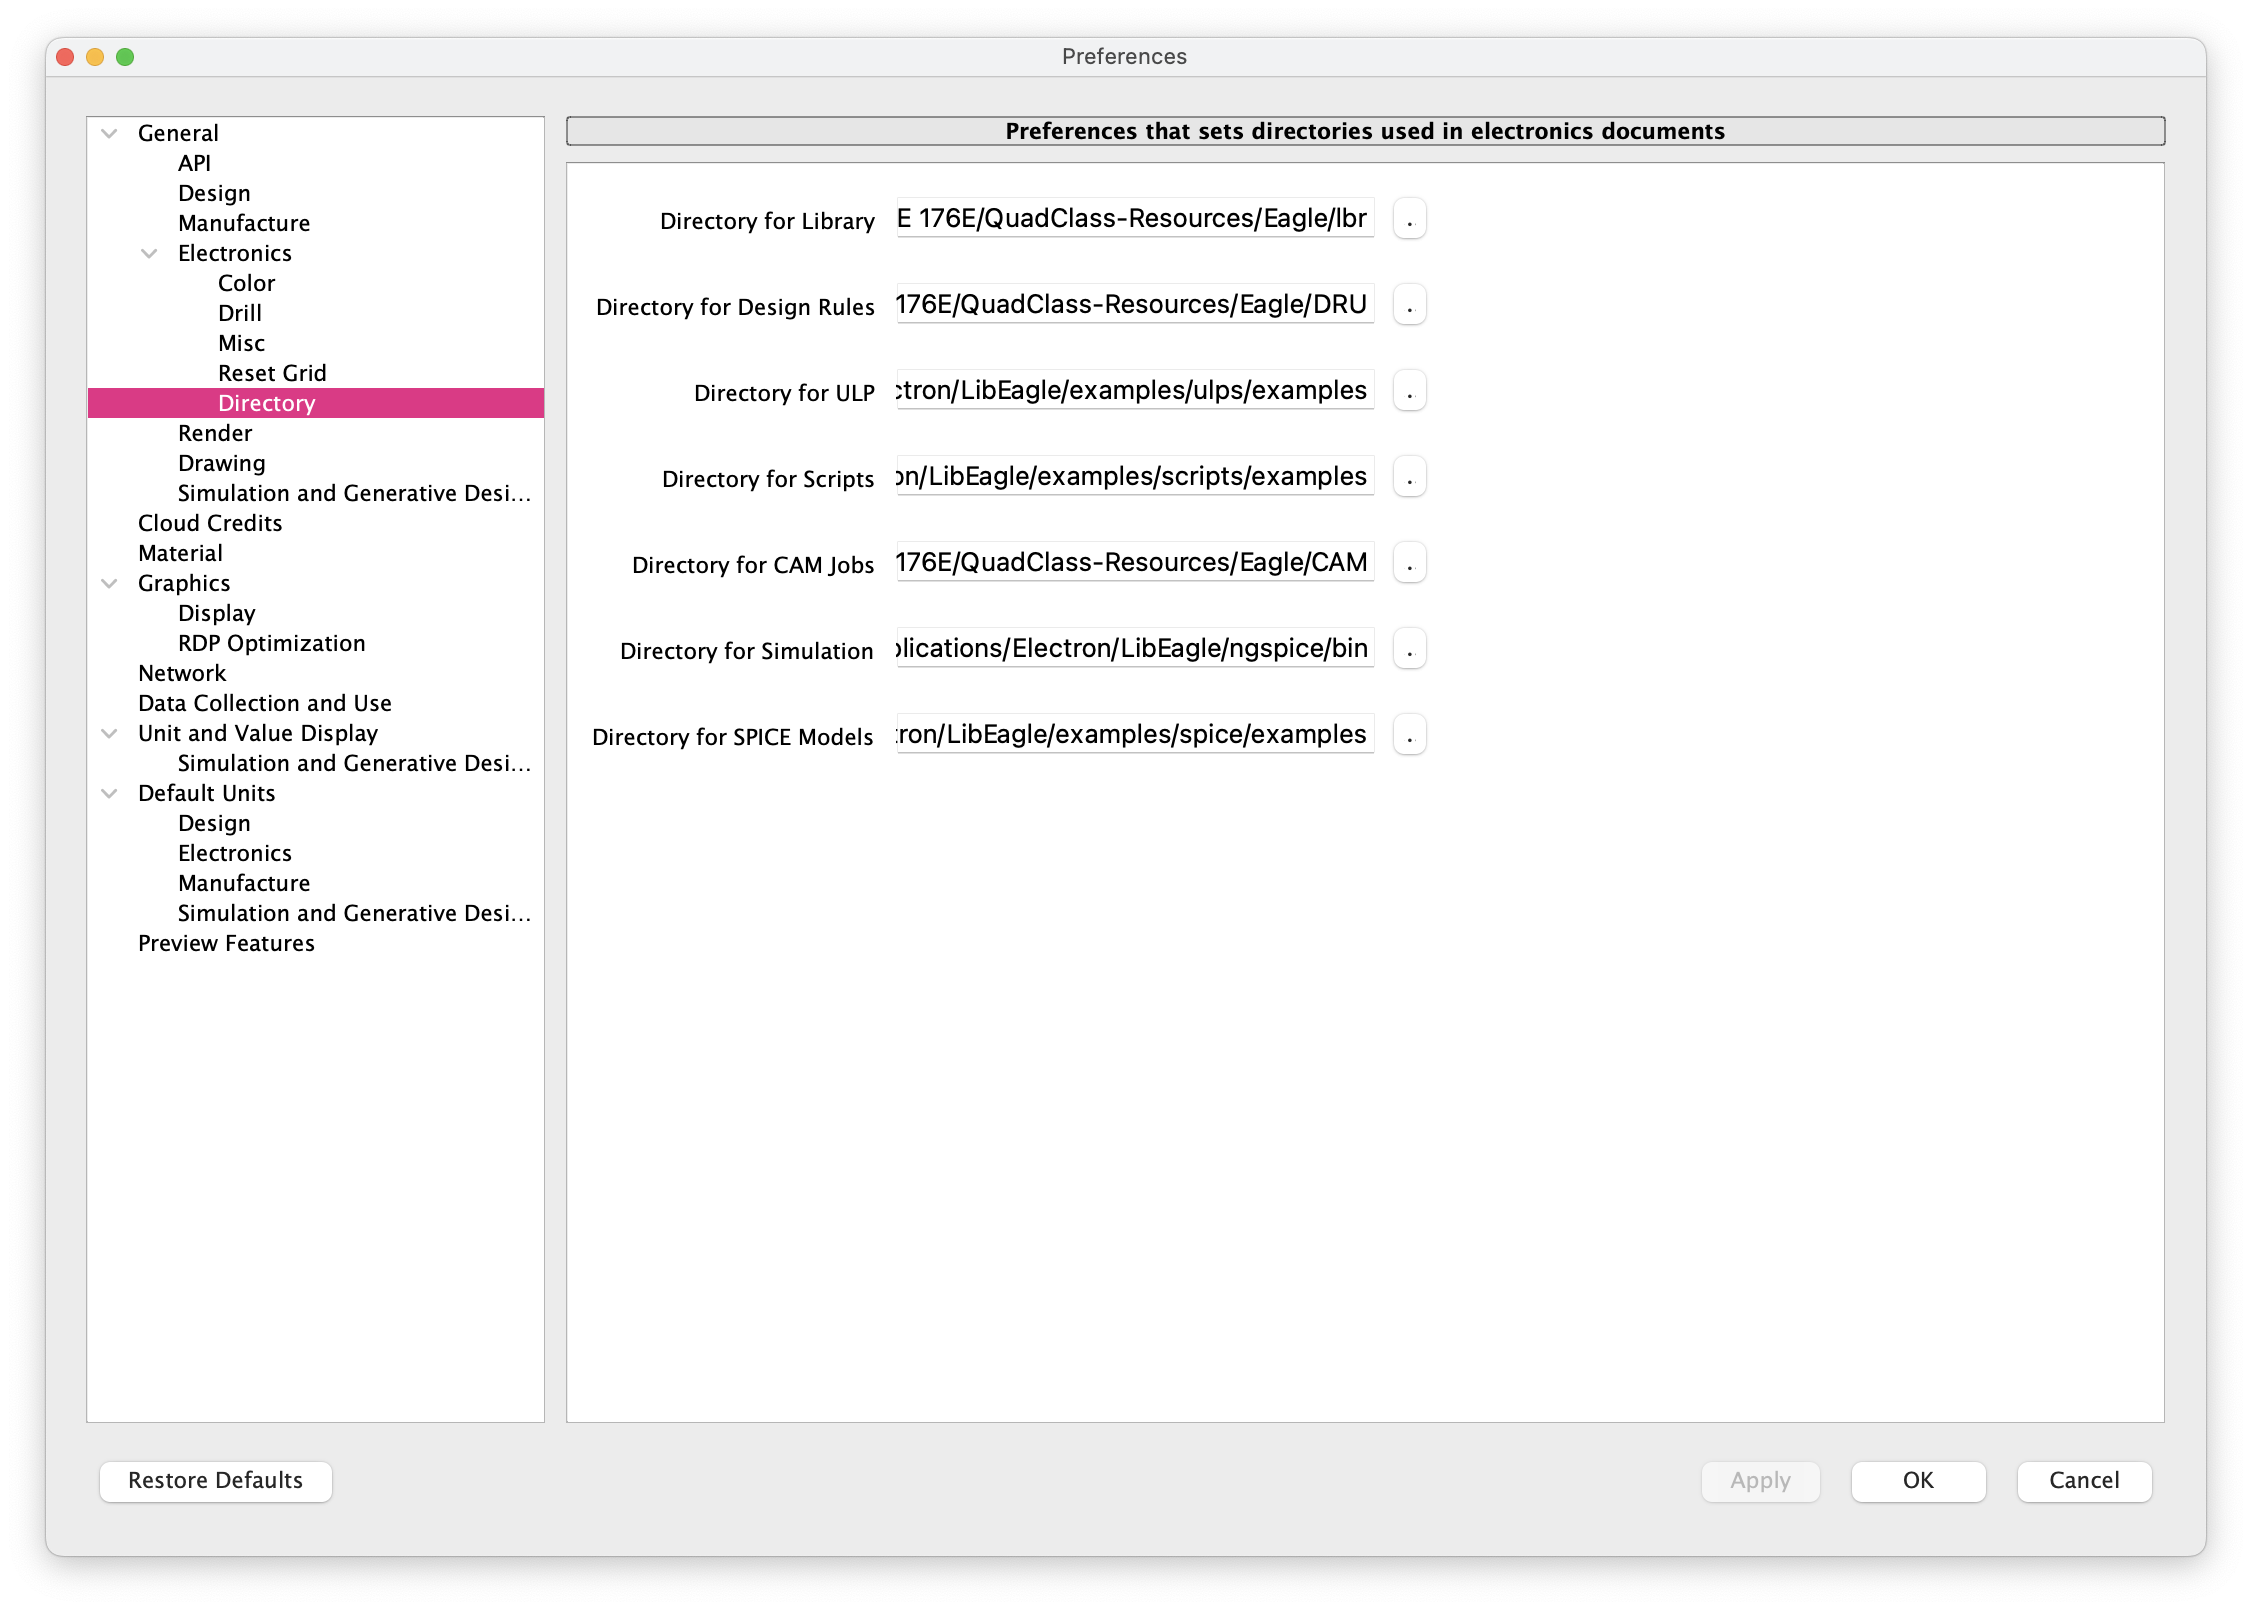 Preferences
General
API
Design
Manufacture
Electronics
Color
Drill
Misc
Reset Grid
Directory
Render
Drawing
Simulation and Generative Desi...
Cloud Credits
Material
Graphics
Display
RDP Optimization
Network
Data Collection and Use
Unit and Value Display
Simulation and Generative Desi...
Default Units
Design
Electronics
Manufacture
Simulation and Generative Desi...
Preview Features
Preferences that sets directories used in electronics documents
Directory for Library E 176E/QuadClass-Resources/Eagle/lbr ..
Directory for Design Rules 176E/QuadClass-Resources/Eagle/DRU ..
Directory for ULP ctron/LibEagle/examples/ulps/examples ..
Directory for Scripts on/LibEagle/examples/scripts/examples ..
Directory for CAM Jobs 176E/QuadClass-Resources/Eagle/CAM ..
Directory for Simulation plications/Electron/LibEagle/ngspice/bin ..
Directory for SPICE Models tron/LibEagle/examples/spice/examples ..
Restore Defaults
Apply OK Cancel